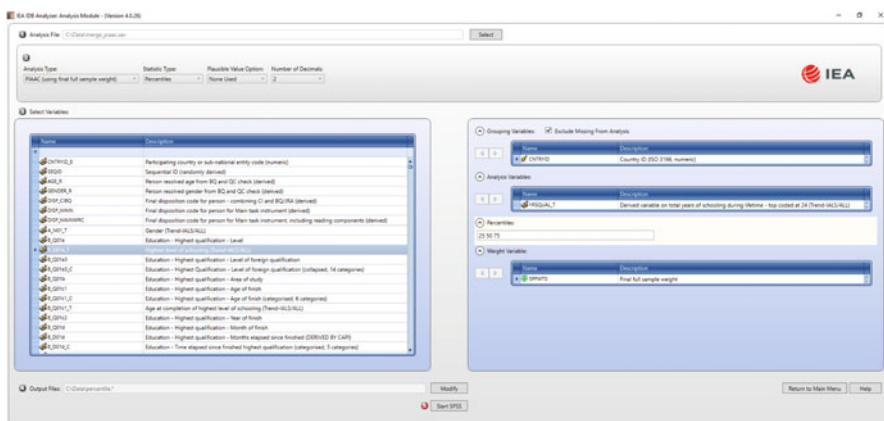 IEA IDB Analyzer: Analysis Module - (Version 4.0.26)
Analysis File: C:\Data\merge_piaac.sav
Select
Analysis Type: Statistic Type: Plausible Value Option: Number of Decimals:
PIAAC (using final full sample weight) Percentiles None Used 2
IEA
Select Variables:
Name Description
CNTRYID_E Participating country or sub-national entity code (numeric)
SEQID Sequential ID (randomly derived)
AGE_R Person resolved age from BQ and QC check (derived)
GENDER_R Person resolved gender from BQ and QC check (derived)
DISP_CIBQ Final disposition code for person - combining CI and BQ/JRA (derived)
DISP_MAIN Final disposition code for person for Main task instrument (derived)
DISP_MAINWRC Final disposition code for person for Main task instrument, including reading components (derived)
A_N01_T Gender (Trend-IALS/ALL)
B_Q01a Education - Highest qualification - Level
Highest level of schooling (Trend-IALS/ALL)
B_Q01a3 Education - Highest qualification - Level of foreign qualification
B_Q01a3_C Education - Highest Qualification - Level of foreign qualification (collapsed, 14 categories)
B_Q01b Education - Highest qualification - Area of study
B_Q01c1 Education - Highest qualification - Age of finish
B_Q01c1_C Education - Highest qualification - Age of finish (categorised, 6 categories)
B_Q01c1_T Age at completion of highest level of schooling (Trend-IALS/ALL)
B_Q01c2 Education - Highest qualification - Year of finish
B_Q01d Education - Highest qualification - Month of finish
B_D01d Education - Highest qualification - Months elapsed since finished (DERIVED BY CAPI)
B_D01d_C Education - Time elapsed since finished highest qualification (categorised, 5 categories)
Grouping Variables: Exclude Missing From Analysis
Name Description
CNTRYID Country ID (ISO 3166, numeric)
Analysis Variables:
Name Description
YRSQUAL_T Derived variable on total years of schooling during lifetime - top coded at 24 (Trend-IALS/ALL)
Percentiles:
25 50 75
Weight Variable:
Name Description
SPFWT0 Final full sample weight
Output Files: C:\Data\percentile.*
Modify
Return to Main Menu Help
Start SPSS